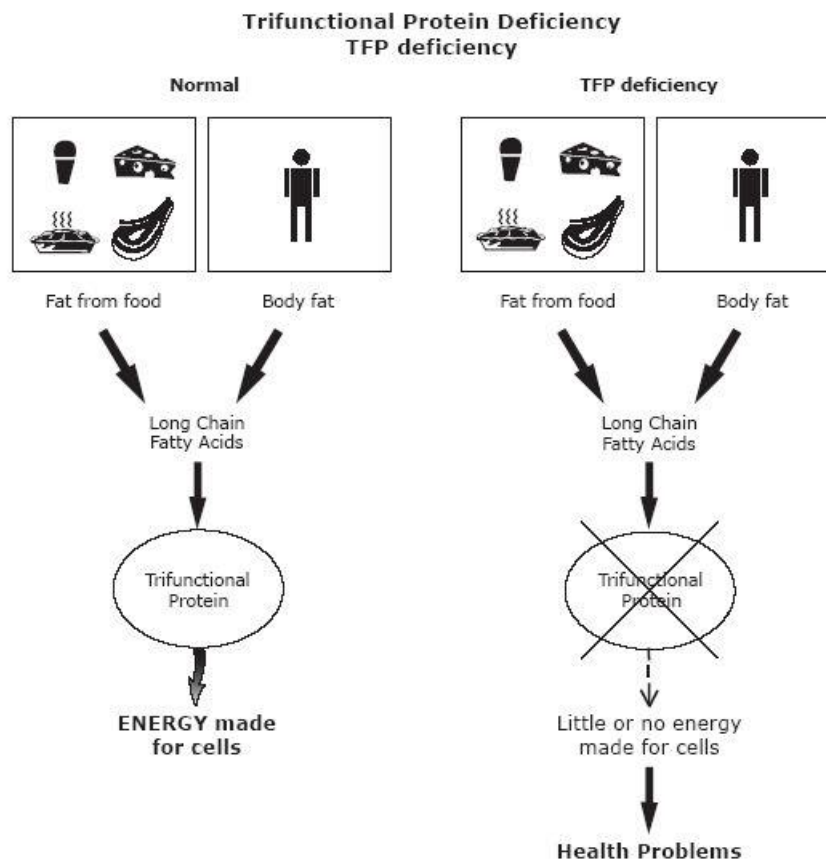 Trifunctional Protein Deficiency
TFP deficiency
Normal
Fat from food
Body fat
Long Chain
Fatty Acids
Trifunctional
Protein
ENERGY made
for cells
TFP deficiency
Fat from food
Body fat
Long Chain
Fatty Acids
Trifunctional
Protein
Little or no energy
made for cells
Health Problems